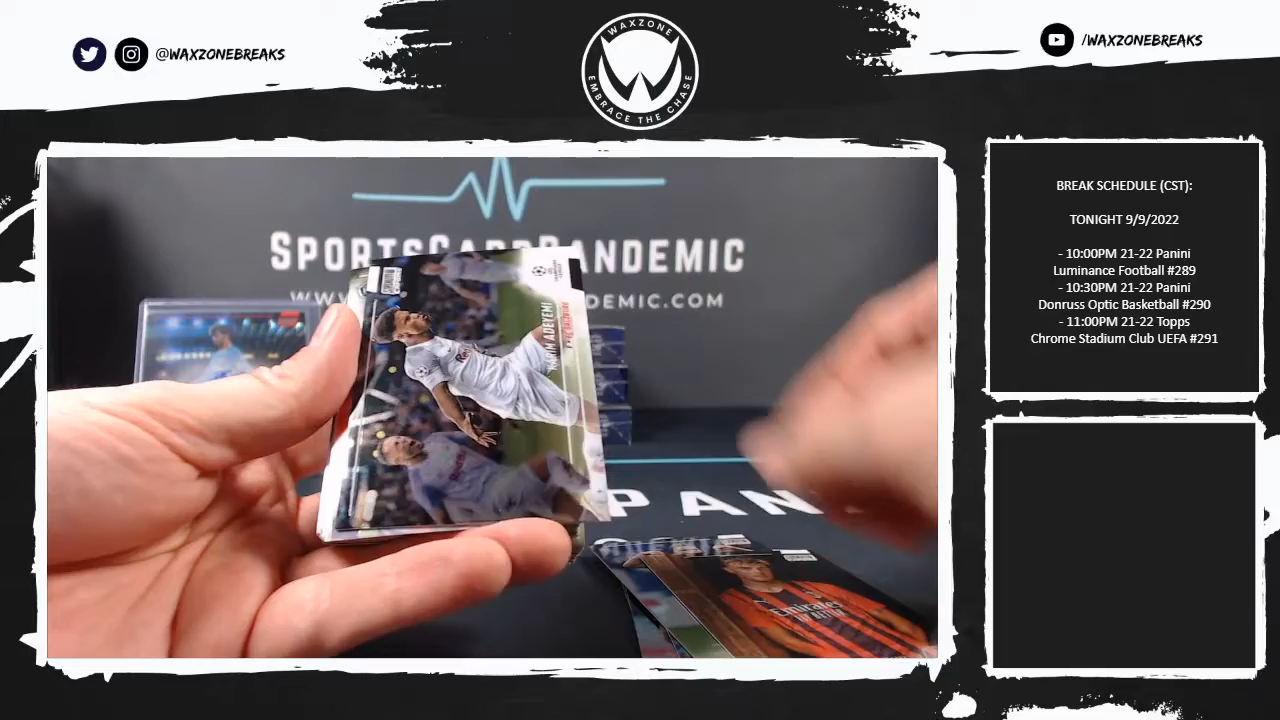 @WAXZONEBREAKS
WAXZONE
EMBRACE THE CHASE
/WAXZONEBREAKS
BREAK SCHEDULE (CST):
TONIGHT 9/9/2022
- 10:00PM 21-22 Panini
Luminance Football #289
- 10:30PM 21-22 Panini
Donruss Optic Basketball #290
- 11:00PM 21-22 Topps
Chrome Stadium Club UEFA #291
SPORTSCARDPANDEMIC
DEMIC.COM
KARIM ADEYEMI
PAN
Emirates